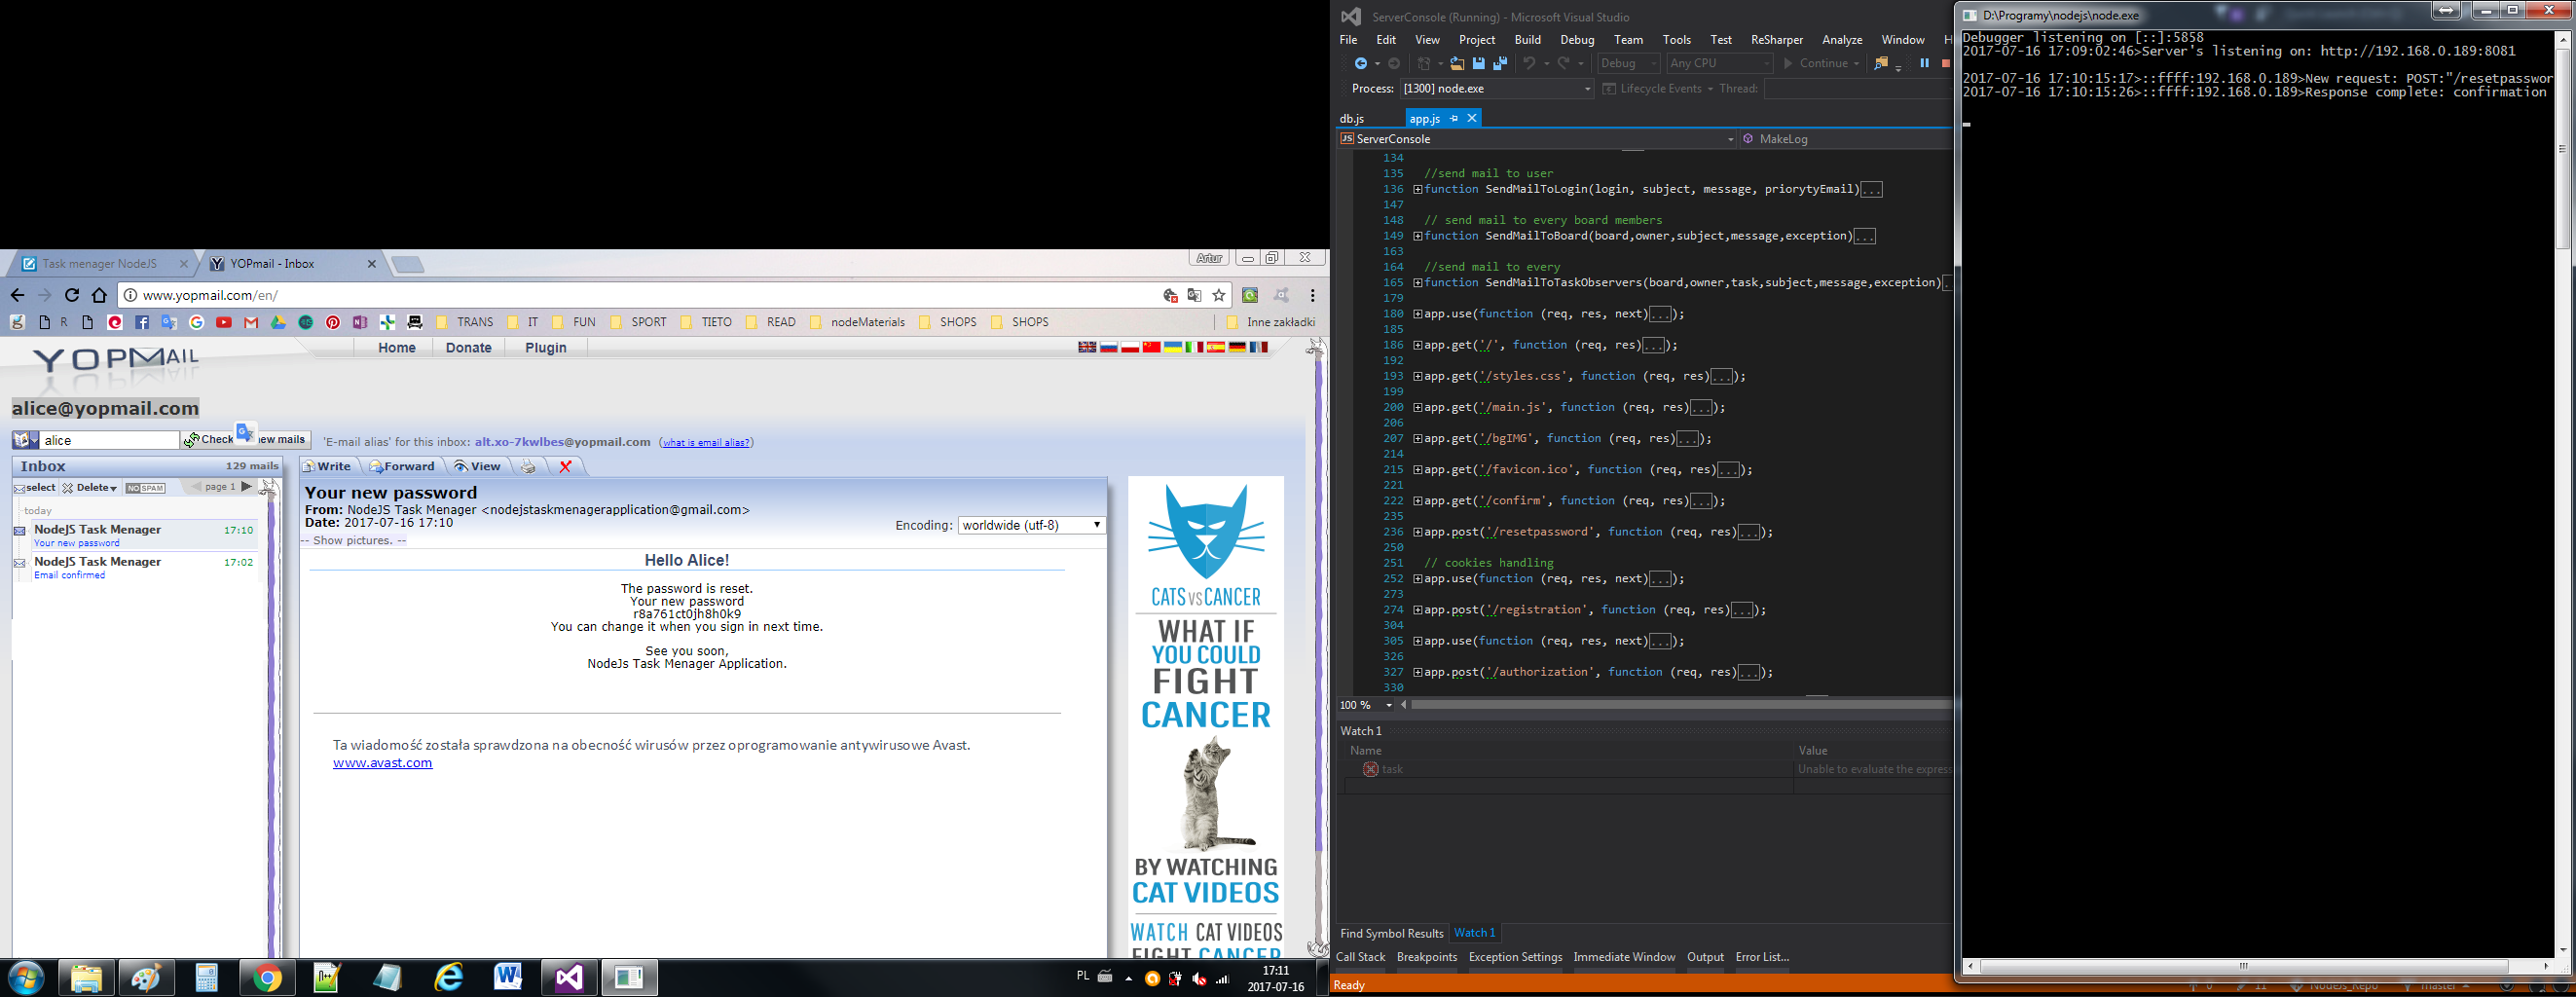 Task menager NodeJS
YOPmail - Inbox
Artur
www.yopmail.com/en/
R
TRANS
IT
FUN
SPORT
TIETO
READ
nodeMaterials
SHOPS
SHOPS
Inne zakładki
YOPMAIL
Home
Donate
Plugin
alice@yopmail.com
alice
Check
new mails
'E-mail alias' for this inbox: alt.xo-7kwlbes@yopmail.com (what is email alias?)
Inbox
129 mails
select
Delete
NO SPAM
page 1
today
NodeJS Task Menager 17:10
Your new password
NodeJS Task Menager 17:02
Email confirmed
Write
Forward
View
Your new password
From: NodeJS Task Menager <nodejstaskmenagerapplication@gmail.com>
Date: 2017-07-16 17:10
Encoding: worldwide (utf-8)
-- Show pictures. --
Hello Alice!
The password is reset.
Your new password
r8a761ct0jh8h0k9
You can change it when you sign in next time.
See you soon,
NodeJs Task Menager Application.
Ta wiadomość została sprawdzona na obecność wirusów przez oprogramowanie antywirusowe Avast.
www.avast.com
CATS VS CANCER
WHAT IF
YOU COULD
FIGHT
CANCER
BY WATCHING
CAT VIDEOS
WATCH CAT VIDEOS
FIGHT CANCER
PL
17:11
2017-07-16
ServerConsole (Running) - Microsoft Visual Studio
File Edit View Project Build Debug Team Tools Test ReSharper Analyze Window H
Debug
Any CPU
Continue
Process: [1300] node.exe
Lifecycle Events
Thread:
db.js
app.js
JS ServerConsole
MakeLog
134
135 //send mail to user
136 function SendMailToLogin(login, subject, message, priorytyEmail)...
147
148 // send mail to every board members
149 function SendMailToBoard(board,owner,subject,message,exception)...
163
164 //send mail to every
165 function SendMailToTaskObservers(board,owner,task,subject,message,exception)..
179
180 app.use(function (req, res, next)...);
185
186 app.get('/', function (req, res)...);
192
193 app.get('/styles.css', function (req, res)...);
199
200 app.get('/main.js', function (req, res)...);
206
207 app.get('/bgIMG', function (req, res)...);
214
215 app.get('/favicon.ico', function (req, res)...);
221
222 app.get('/confirm', function (req, res)...);
235
236 app.post('/resetpassword', function (req, res)...);
250
251 // cookies handling
252 app.use(function (req, res, next)...);
273
274 app.post('/registration', function (req, res)...);
304
305 app.use(function (req, res, next)...);
326
327 app.post('/authorization', function (req, res)...);
330
100 %
Watch 1
Name
Value
task
Unable to evaluate the express
Find Symbol Results
Watch 1
Call Stack
Breakpoints
Exception Settings
Immediate Window
Output
Error List...
Ready
0
11
NodeJs_Repo
master
D:\Programy\nodejs\node.exe
Debugger listening on [::]:5858
2017-07-16 17:09:02:46>Server's listening on: http://192.168.0.189:8081
2017-07-16 17:10:15:17>::ffff:192.168.0.189>New request: POST:"/resetpasswor
2017-07-16 17:10:15:26>::ffff:192.168.0.189>Response complete: confirmation